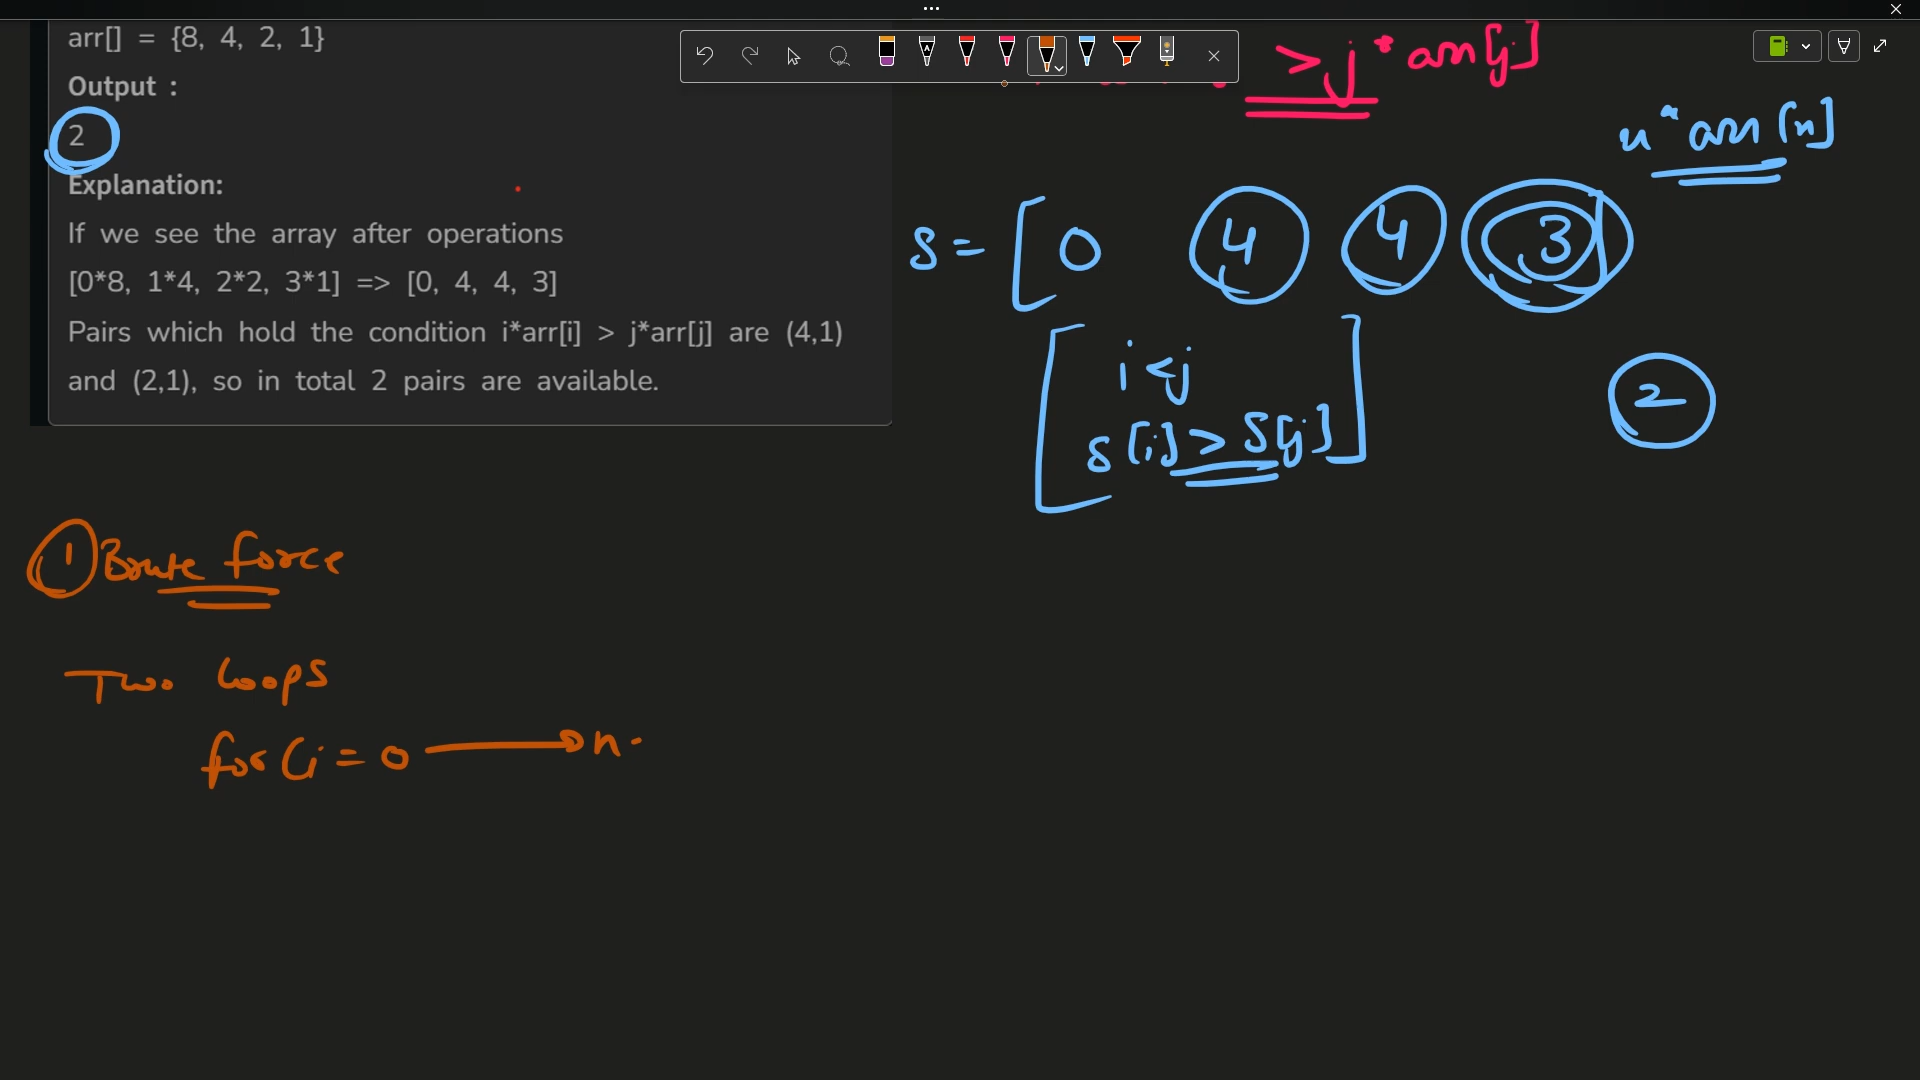 arr[] = {8, 4, 2, 1}
Output :
2
Explanation:
If we see the array after operations
[0*8, 1*4, 2*2, 3*1] => [0, 4, 4, 3]
Pairs which hold the condition i*arr[i] > j*arr[j] are (4,1)
and (2,1), so in total 2 pairs are available.
> j * arr[j]
n * arr[n]
s = [ 0 4 4 3 ]
i < j
s[i] > s[j]
2
1 Brute force
Two loops
for (i = 0 → n-